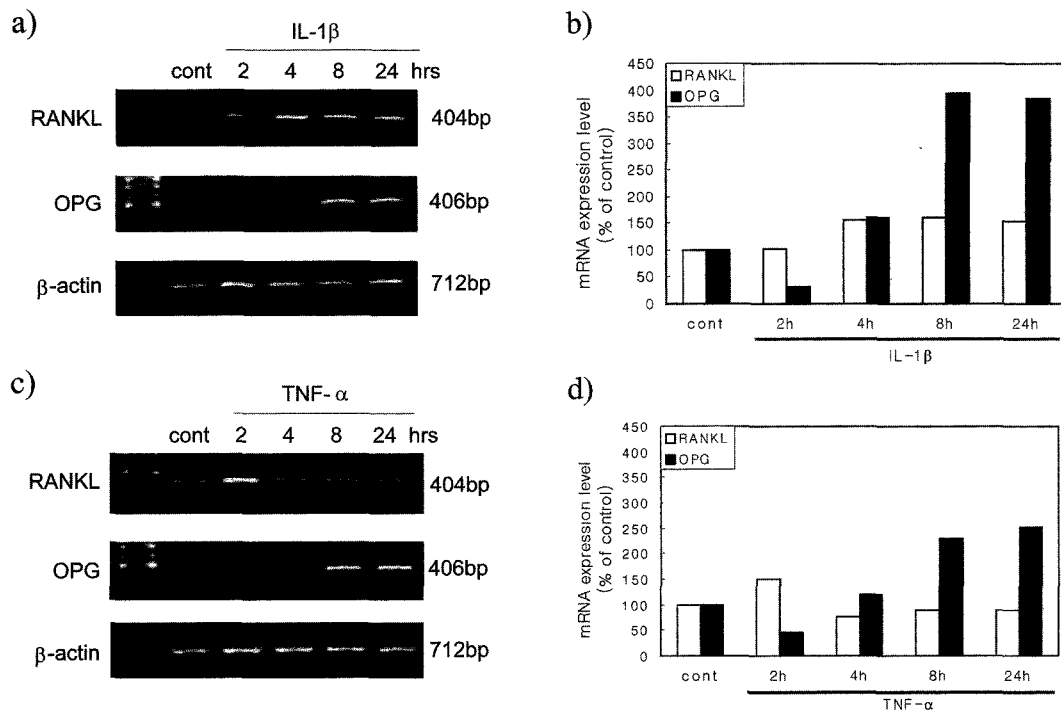 a)
IL-1β
cont 2 4 8 24 hrs
RANKL 404bp
OPG 406bp
β-actin 712bp
b)
RANKL
OPG
mRNA expression level
(% of control)
450
400
350
300
250
200
150
100
50
0
cont 2h 4h 8h 24h
IL-1β
c)
TNF- α
cont 2 4 8 24 hrs
RANKL 404bp
OPG 406bp
β-actin 712bp
d)
RANKL
OPG
mRNA expression level
(% of control)
450
400
350
300
250
200
150
100
50
0
cont 2h 4h 8h 24h
TNF-α